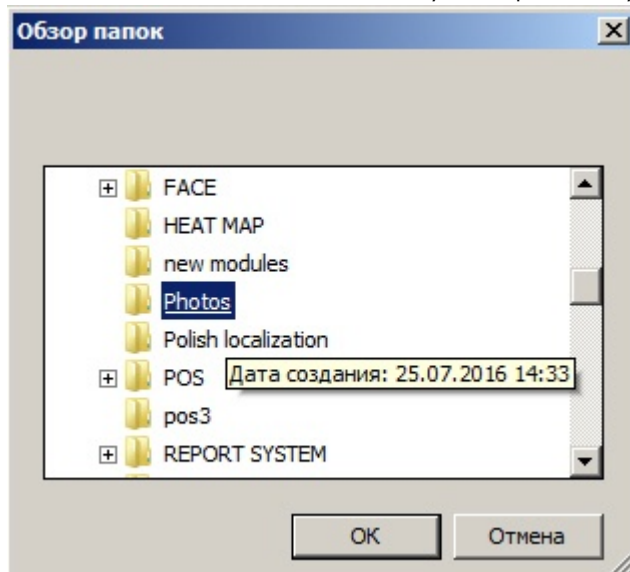 Обзор папок
FACE
HEAT MAP
new modules
Photos
Polish localization
POS
Дата создания: 25.07.2016 14:33
pos3
REPORT SYSTEM
ОК
Отмена